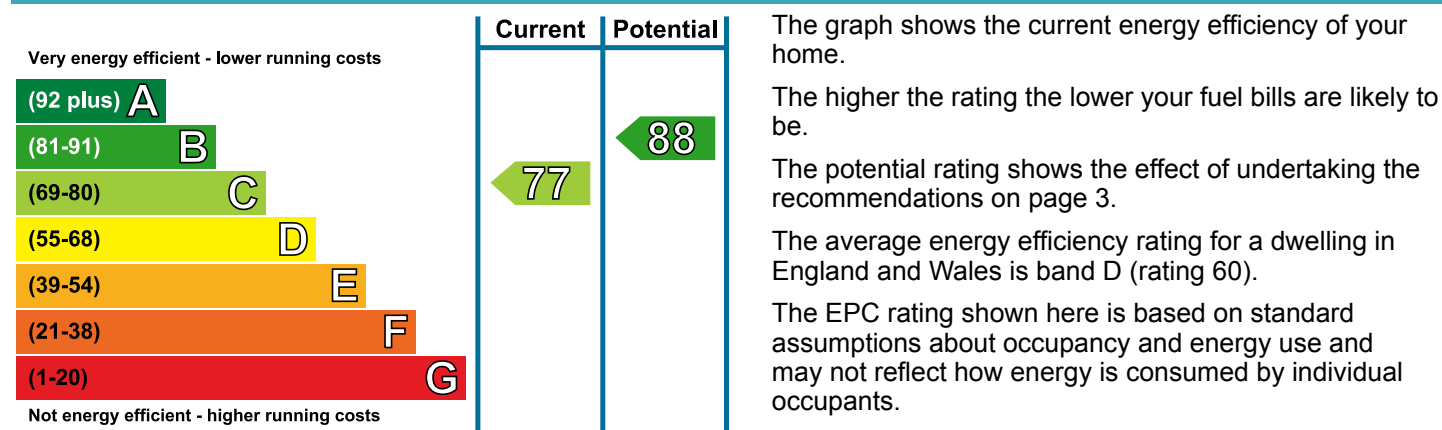 Current Potential
Very energy efficient - lower running costs
(92 plus) A
(81-91) B
(69-80) C
(55-68) D
(39-54) E
(21-38) F
(1-20) G
Not energy efficient - higher running costs
77
88
The graph shows the current energy efficiency of your
home.
The higher the rating the lower your fuel bills are likely to
be.
The potential rating shows the effect of undertaking the
recommendations on page 3.
The average energy efficiency rating for a dwelling in
England and Wales is band D (rating 60).
The EPC rating shown here is based on standard
assumptions about occupancy and energy use and
may not reflect how energy is consumed by individual
occupants.